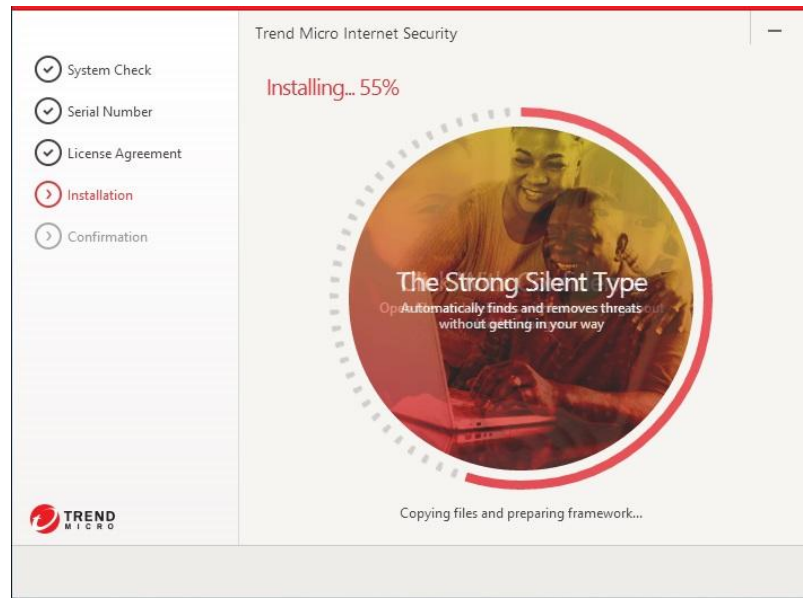 Trend Micro Internet Security
System Check
Serial Number
License Agreement
Installation
Confirmation
Installing... 55%
The Strong Silent Type
Automatically finds and removes threats
without getting in your way
Copying files and preparing framework...
TREND
MICRO